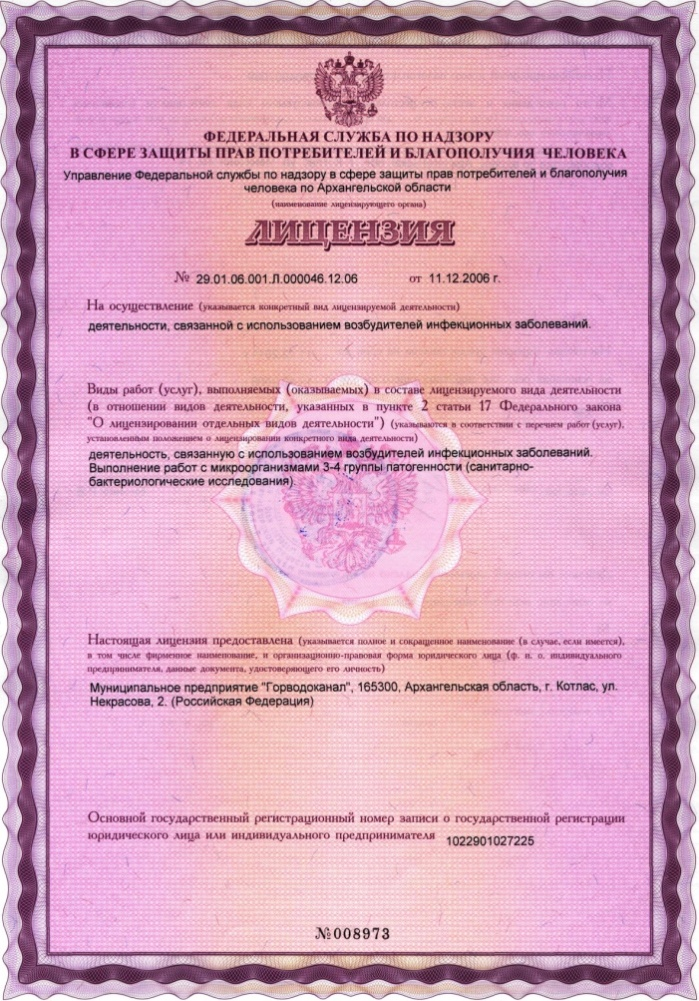 ФЕДЕРАЛЬНАЯ СЛУЖБА ПО НАДЗОРУ
В СФЕРЕ ЗАЩИТЫ ПРАВ ПОТРЕБИТЕЛЕЙ И БЛАГОПОЛУЧИЯ ЧЕЛОВЕКА
Управление Федеральной службы по надзору в сфере защиты прав потребителей и благополучия
человека по Архангельской области
(наименование лицензирующего органа)
ЛИЦЕНЗИЯ
№ 29.01.06.001.Л.000046.12.06 от 11.12.2006 г.
На осуществление (указывается конкретный вид лицензируемой деятельности)
деятельности, связанной с использованием возбудителей инфекционных заболеваний.
Виды работ (услуг), выполняемых (оказываемых) в составе лицензируемого вида деятельности
(в отношении видов деятельности, указанных в пункте 2 статьи 17 Федерального закона
"О лицензировании отдельных видов деятельности") (указываются в соответствии с перечнем работ (услуг),
установленным положением о лицензировании конкретного вида деятельности)
деятельность, связанную с использованием возбудителей инфекционных заболеваний.
Выполнение работ с микроорганизмами 3-4 группы патогенности (санитарно-
бактериологические исследования).
Настоящая лицензия предоставлена (указывается полное и сокращенное наименование (в случае, если имеется),
в том числе фирменное наименование, и организационно-правовая форма юридического лица (ф. и. о. индивидуального
предпринимателя, данные документа, удостоверяющего его личность)
Муниципальное предприятие "Горводоканал", 165300, Архангельская область, г. Котлас, ул.
Некрасова, 2. (Российская Федерация)
Основной государственный регистрационный номер записи о государственной регистрации
юридического лица или индивидуального предпринимателя 1022901027225
№008973